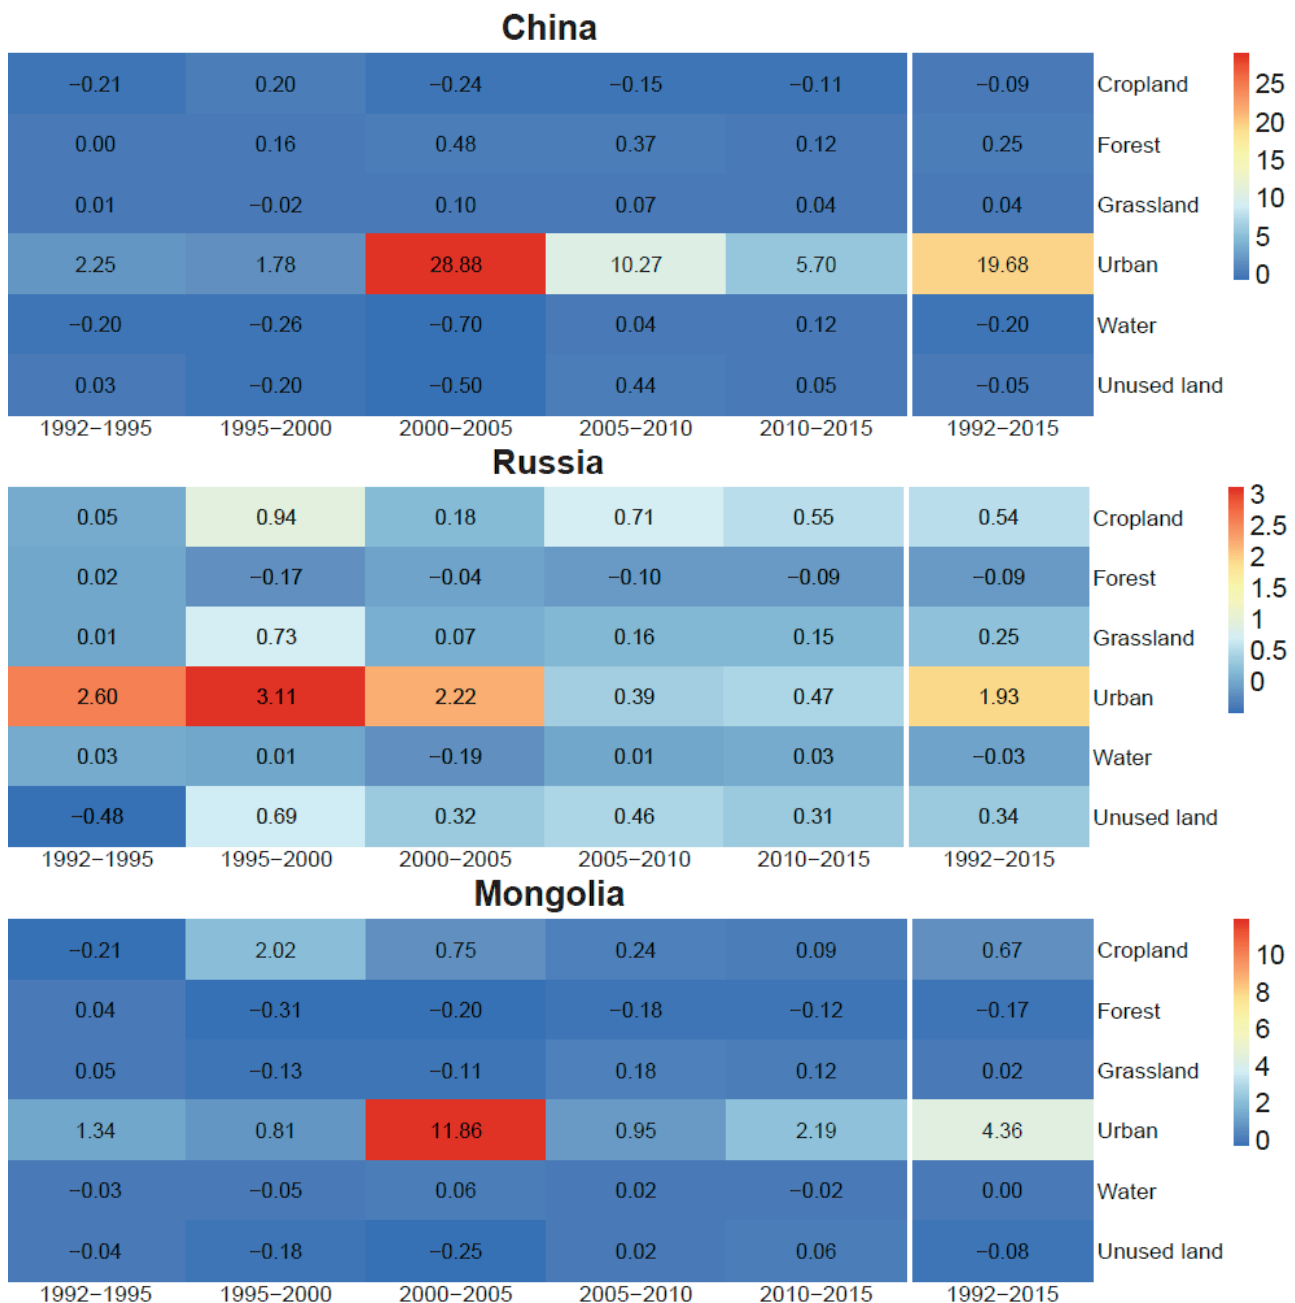 China
−0.21 0.20 −0.24 −0.15 −0.11 −0.09 Cropland
0.00 0.16 0.48 0.37 0.12 0.25 Forest
0.01 −0.02 0.10 0.07 0.04 0.04 Grassland
2.25 1.78 28.88 10.27 5.70 19.68 Urban
−0.20 −0.26 −0.70 0.04 0.12 −0.20 Water
0.03 −0.20 −0.50 0.44 0.05 −0.05 Unused land
1992−1995 1995−2000 2000−2005 2005−2010 2010−2015 1992−2015
25
20
15
10
5
0
Russia
0.05 0.94 0.18 0.71 0.55 0.54 Cropland
0.02 −0.17 −0.04 −0.10 −0.09 −0.09 Forest
0.01 0.73 0.07 0.16 0.15 0.25 Grassland
2.60 3.11 2.22 0.39 0.47 1.93 Urban
0.03 0.01 −0.19 0.01 0.03 −0.03 Water
−0.48 0.69 0.32 0.46 0.31 0.34 Unused land
1992−1995 1995−2000 2000−2005 2005−2010 2010−2015 1992−2015
3
2.5
2
1.5
1
0.5
0
Mongolia
−0.21 2.02 0.75 0.24 0.09 0.67 Cropland
0.04 −0.31 −0.20 −0.18 −0.12 −0.17 Forest
0.05 −0.13 −0.11 0.18 0.12 0.02 Grassland
1.34 0.81 11.86 0.95 2.19 4.36 Urban
−0.03 −0.05 0.06 0.02 −0.02 0.00 Water
−0.04 −0.18 −0.25 0.02 0.06 −0.08 Unused land
1992−1995 1995−2000 2000−2005 2005−2010 2010−2015 1992−2015
10
8
6
4
2
0